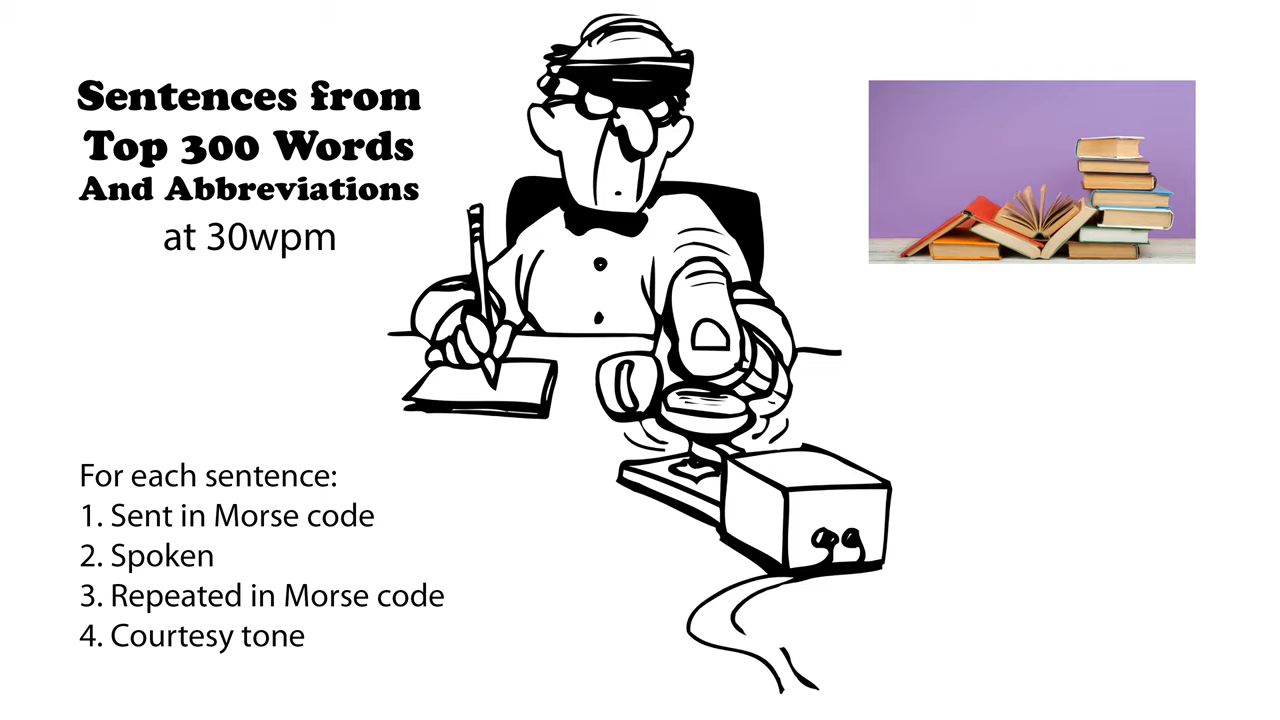 Sentences from
Top 300 Words
And Abbreviations
at 30wpm
For each sentence:
1. Sent in Morse code
2. Spoken
3. Repeated in Morse code
4. Courtesy tone